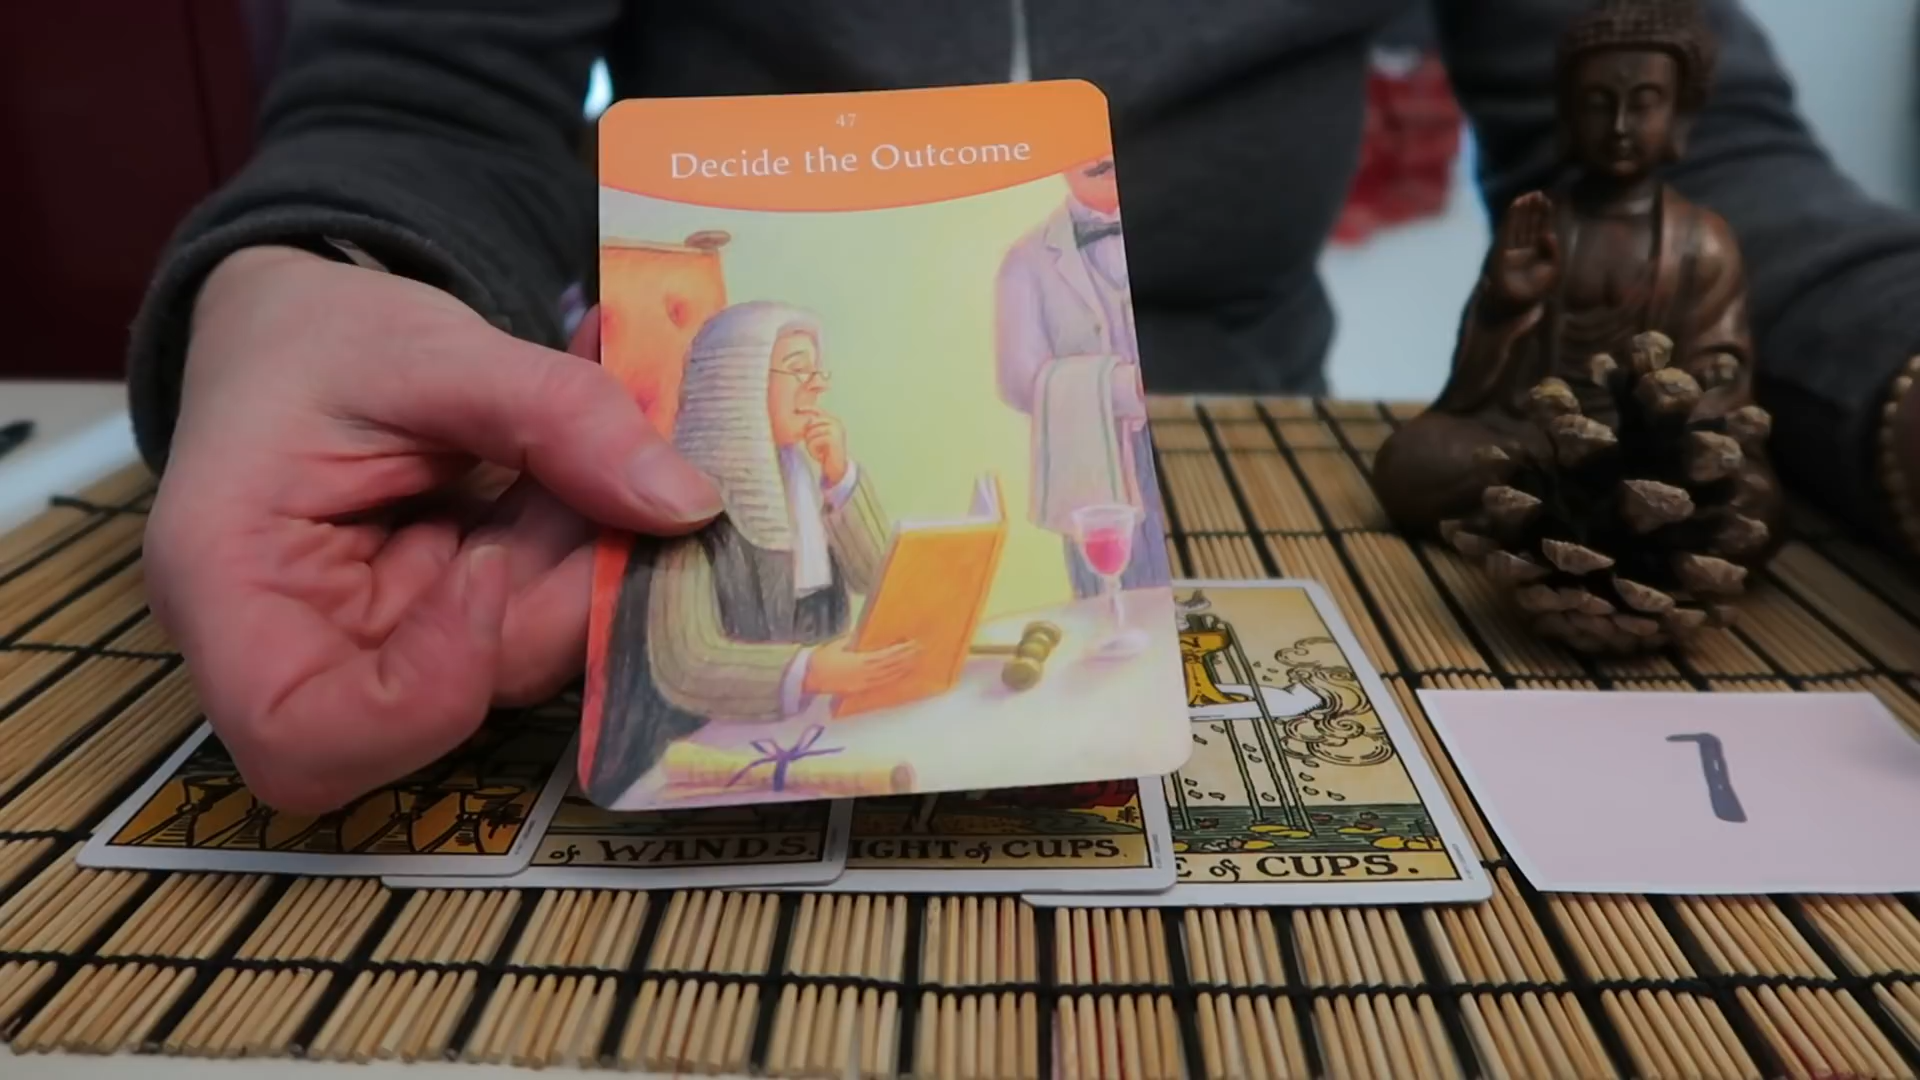 47
Decide the Outcome
of WANDS.
IGHT of CUPS.
E of CUPS.
1